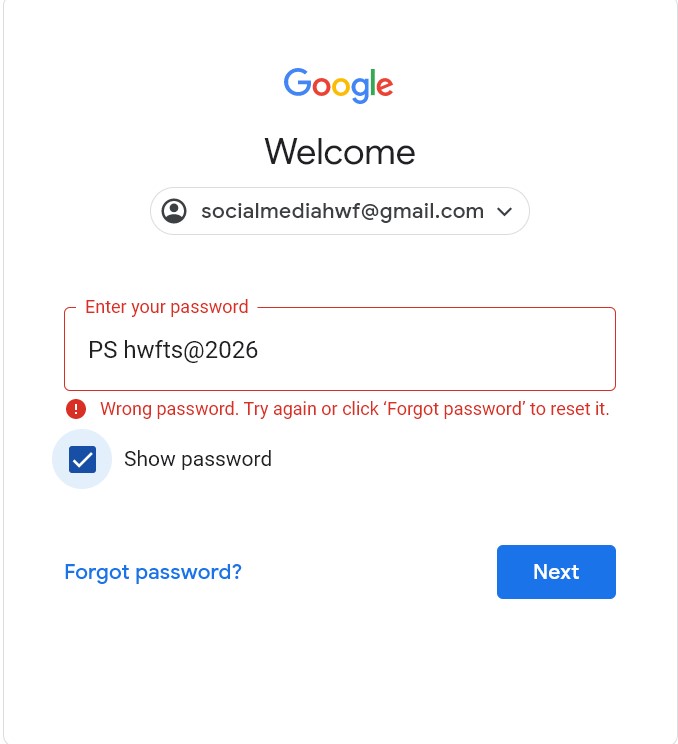 Google
Welcome
socialmediahwf@gmail.com
Enter your password
PS hwfts@2026
Wrong password. Try again or click ‘Forgot password’ to reset it.
Show password
Forgot password?
Next